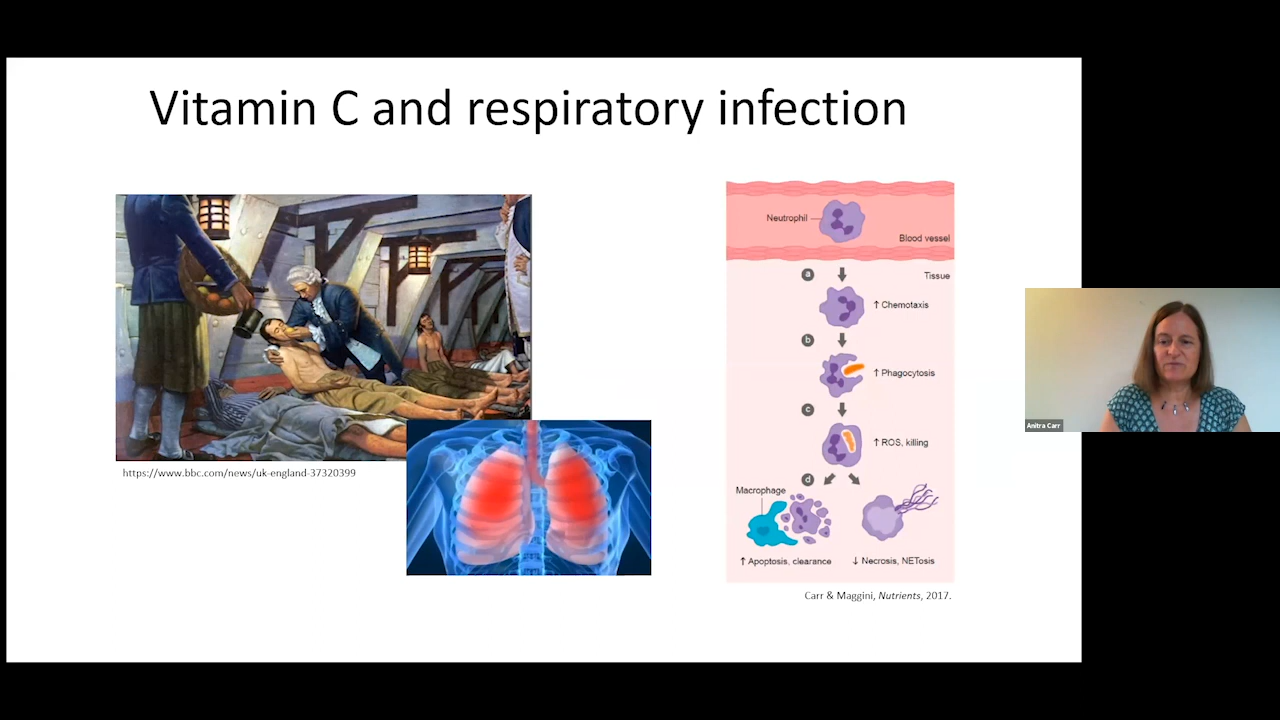 Vitamin C and respiratory infection
https://www.bbc.com/news/uk-england-37320399
Neutrophil
Blood vessel
a
Tissue
↑ Chemotaxis
b
↑ Phagocytosis
c
↑ ROS, killing
d
Macrophage
↑ Apoptosis, clearance
↓ Necrosis, NETosis
Carr & Maggini, Nutrients, 2017.
Anitra Carr